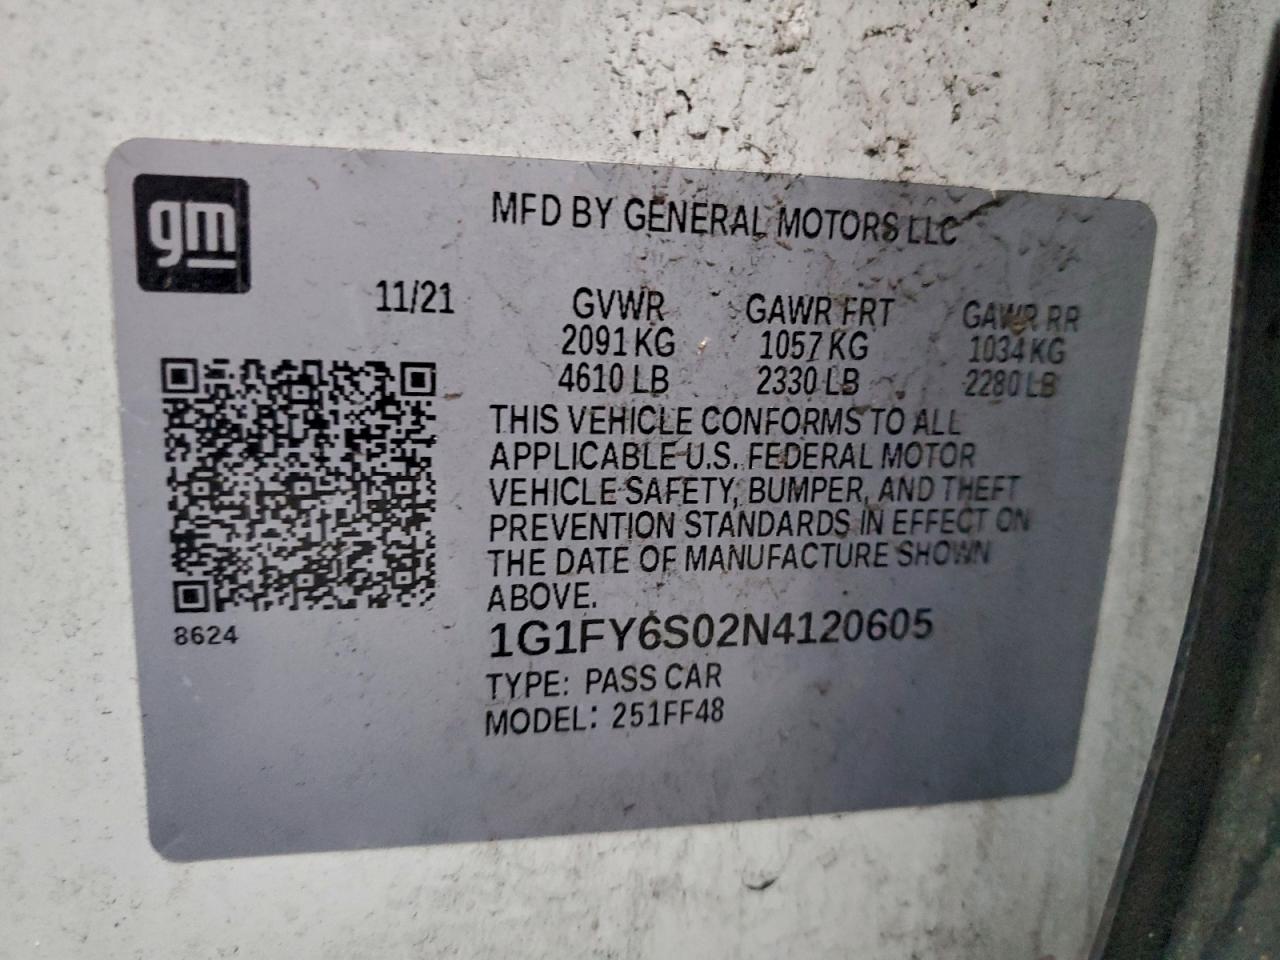 gm
MFD BY GENERAL MOTORS LLC
11/21
GVWR GAWR FRT GAWR RR
2091 KG 1057 KG 1034 KG
4610 LB 2330 LB 2280 LB
THIS VEHICLE CONFORMS TO ALL
APPLICABLE U.S. FEDERAL MOTOR
VEHICLE SAFETY, BUMPER, AND THEFT
PREVENTION STANDARDS IN EFFECT ON
THE DATE OF MANUFACTURE SHOWN
ABOVE.
8624
1G1FY6S02N4120605
TYPE: PASS CAR
MODEL: 251FF48